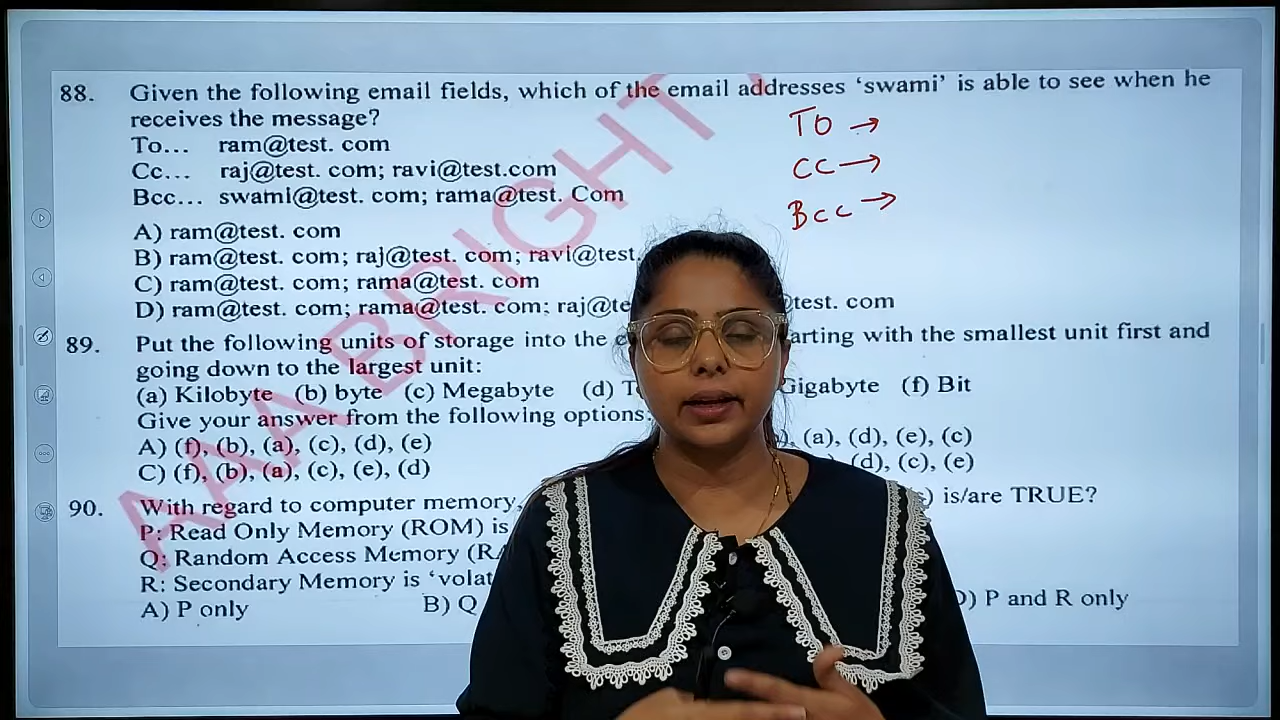 88. Given the following email fields, which of the email addresses ‘swami’ is able to see when he
receives the message?
To... ram@test. com
Cc... raj@test. com; ravi@test.com
Bcc... swami@test. com; rama@test. Com
To →
CC →
Bcc →
A) ram@test. com
B) ram@test. com; raj@test. com; ravi@test.
C) ram@test. com; rama@test. com
D) ram@test. com; rama@test. com; test. com
89. Put the following units of storage into the starting with the smallest unit first and
going down to the largest unit:
(a) Kilobyte (b) byte (c) Megabyte (d) Gigabyte (f) Bit
Give your answer from the following options:
A) (f), (b), (a), (c), (d), (e) (a), (d), (e), (c)
C) (f), (b), (a), (c), (e), (d) (d), (c), (e)
90. With regard to computer memory, is/are TRUE?
P: Read Only Memory (ROM) is
Q: Random Access Memory
R: Secondary Memory is
A) P only B) Q D) P and R only
AABRIGHT